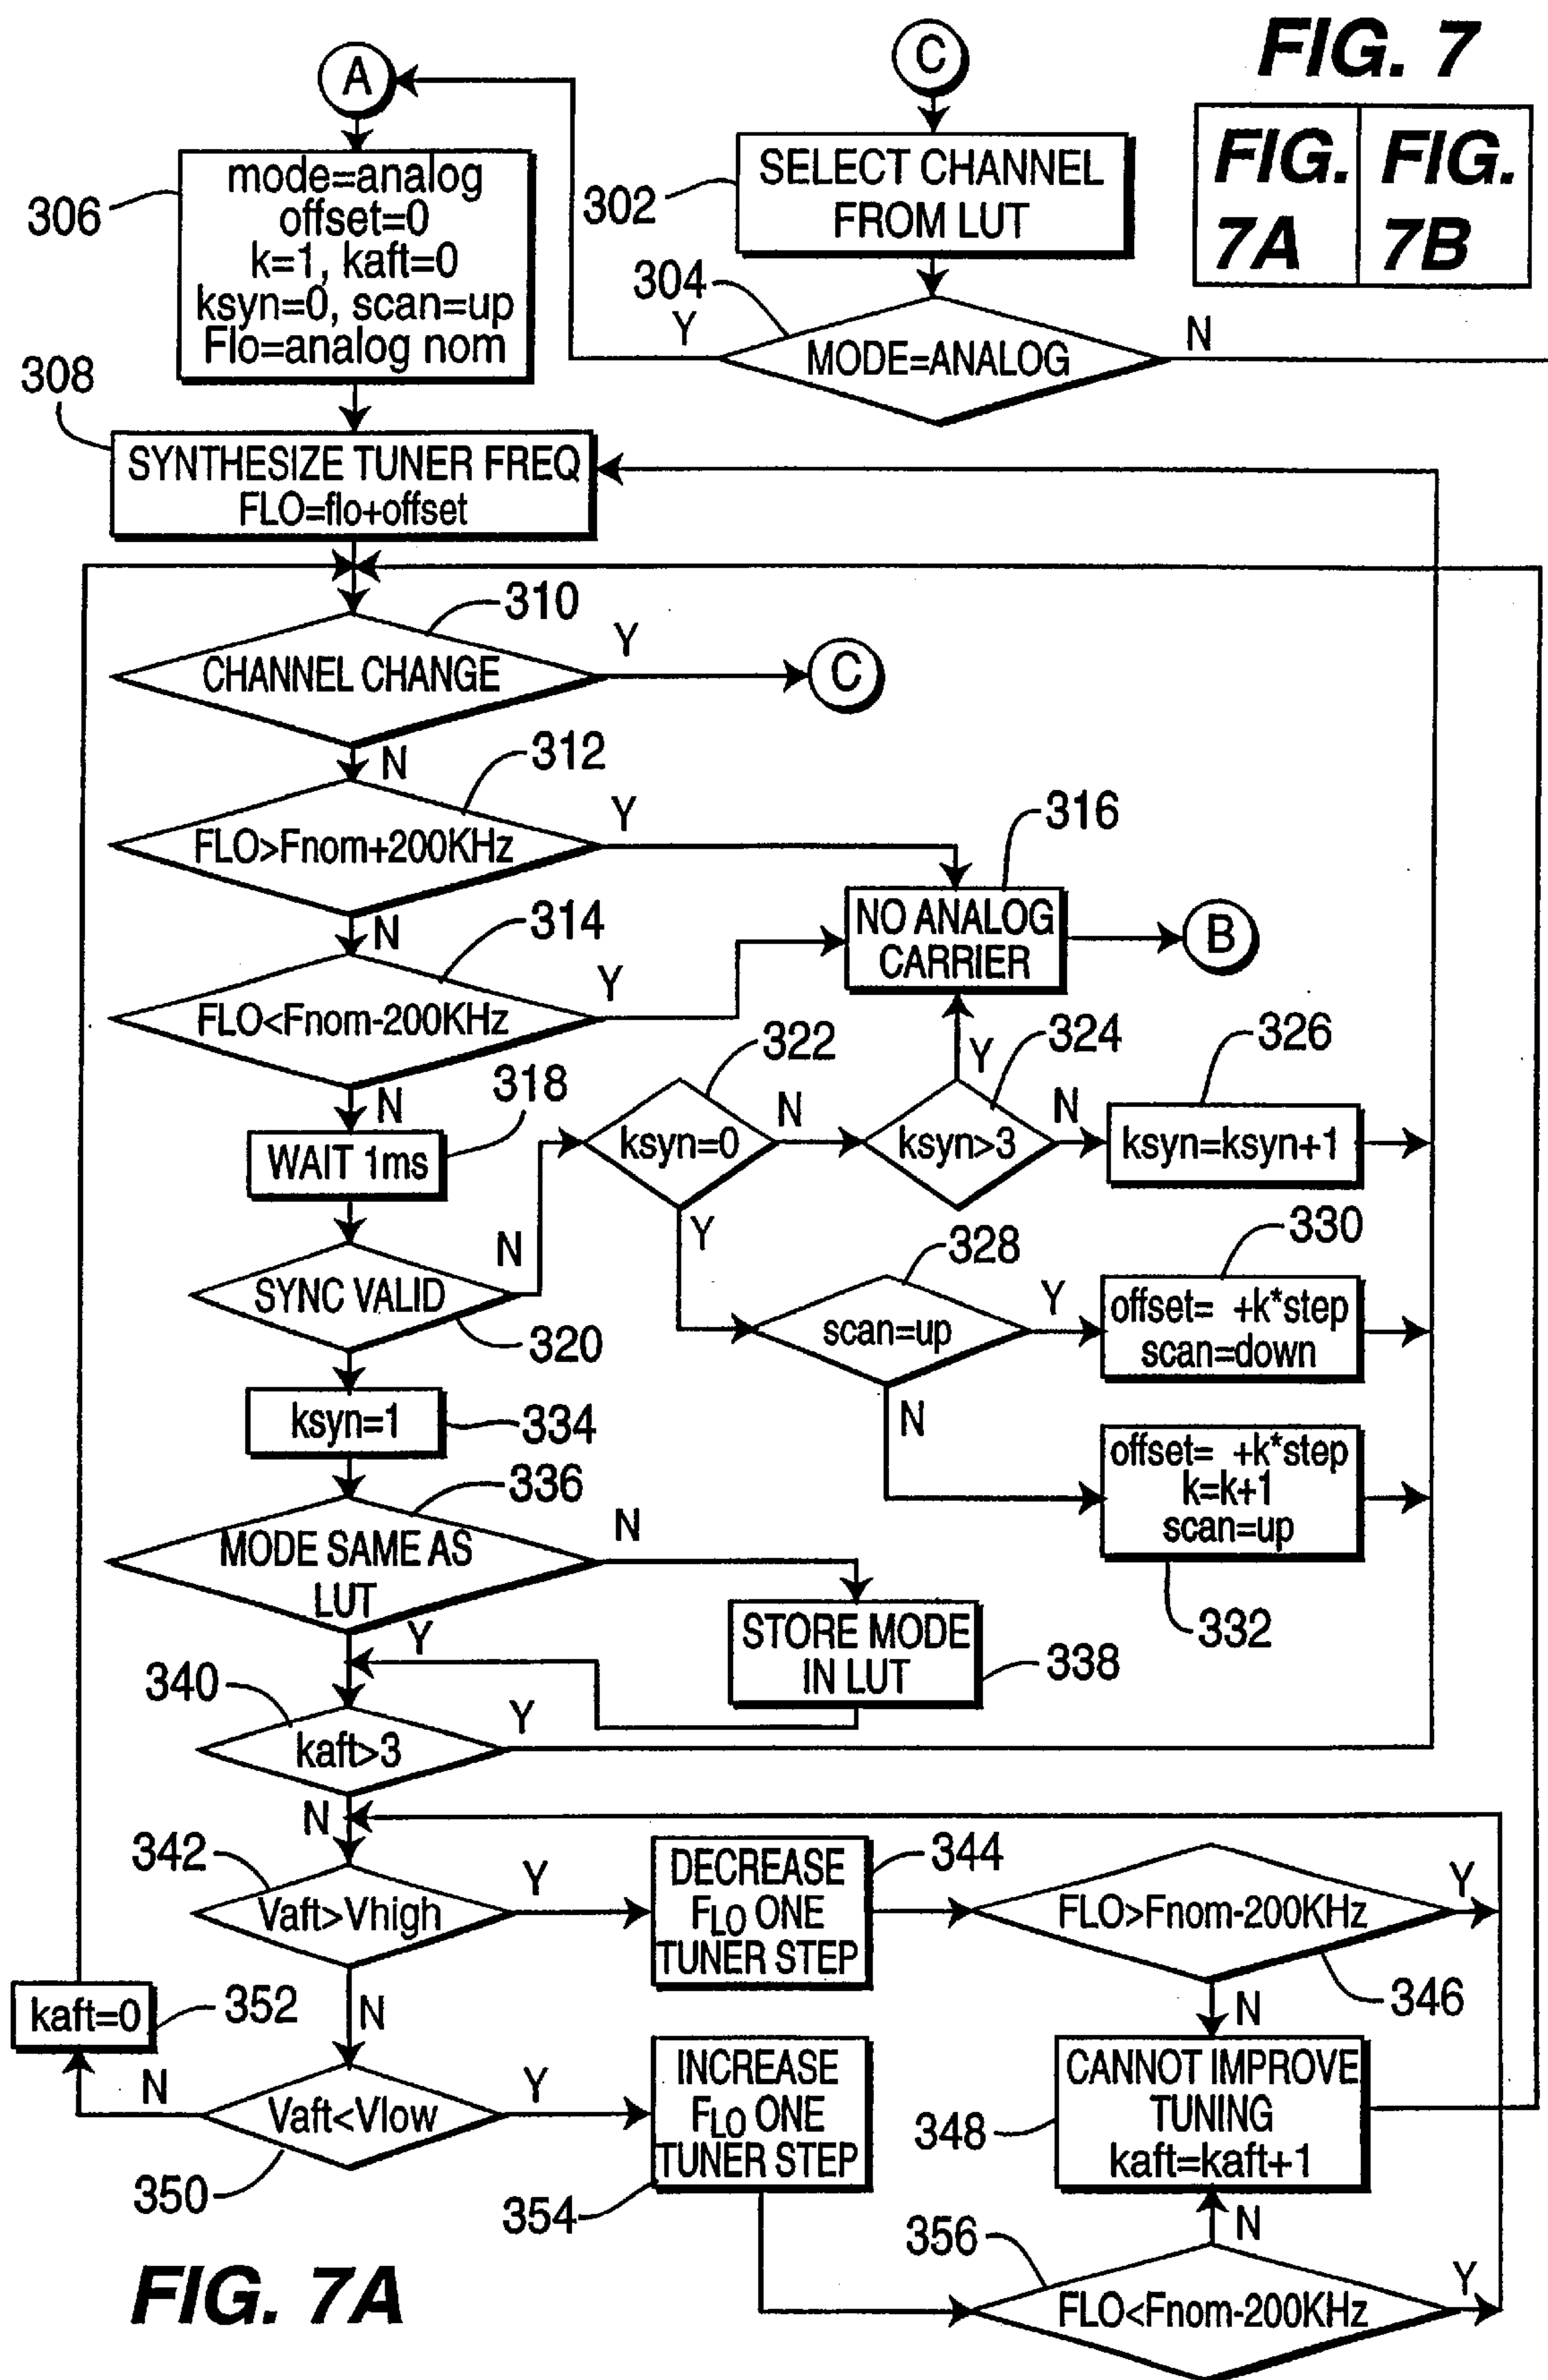 FIG. 7
FIG. 7A
FIG. 7B
A
C
306
mode=analog
offset=0
k=1, kaft=0
ksyn=0, scan=up
Flo=analog nom
302
SELECT CHANNEL
FROM LUT
304
Y
MODE=ANALOG
N
308
SYNTHESIZE TUNER FREQ
FLO=flo+offset
310
CHANNEL CHANGE
Y
C
N
312
FLO>Fnom+200KHz
Y
316
NO ANALOG
CARRIER
B
N
314
FLO<Fnom-200KHz
Y
N
318
WAIT 1ms
322
ksyn=0
N
Y
324
ksyn>3
Y
N
326
ksyn=ksyn+1
SYNC VALID
N
320
328
scan=up
Y
330
offset= +k*step
scan=down
N
offset= +k*step
k=k+1
scan=up
332
ksyn=1
334
336
MODE SAME AS
LUT
N
Y
STORE MODE
IN LUT
338
340
kaft>3
Y
N
342
Vaft>Vhigh
Y
DECREASE
FLO ONE
TUNER STEP
344
FLO>Fnom-200KHz
Y
346
N
kaft=0
352
N
N
350
Vaft<Vlow
Y
INCREASE
FLO ONE
TUNER STEP
354
CANNOT IMPROVE
TUNING
kaft=kaft+1
348
N
356
FLO<Fnom-200KHz
Y
FIG. 7A